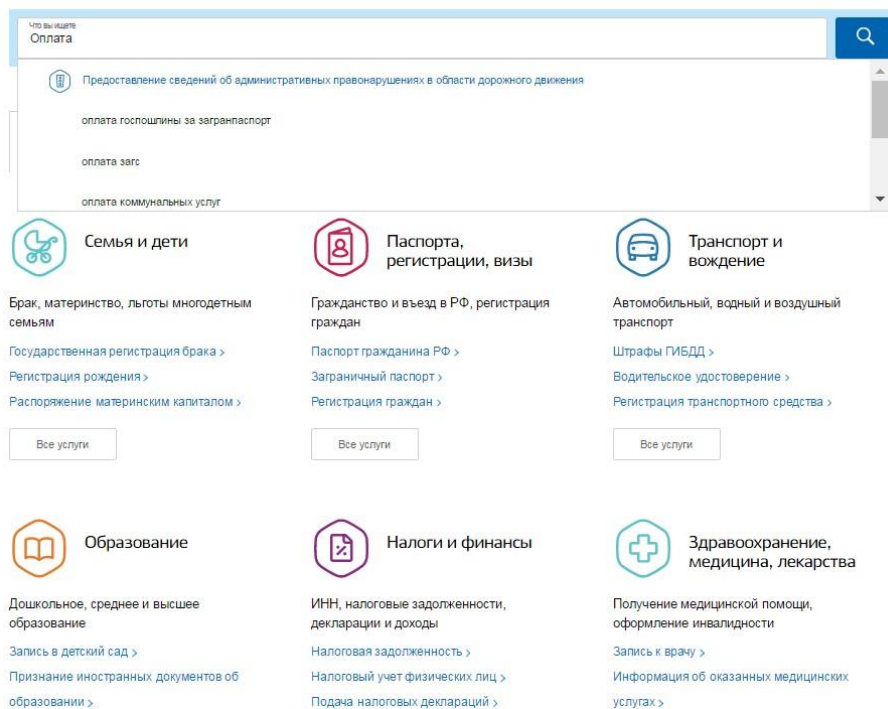 Что вы ищете
Оплата
Предоставление сведений об административных правонарушениях в области дорожного движения
оплата госпошлины за загранпаспорт
оплата загс
оплата коммунальных услуг
Семья и дети
Брак, материнство, льготы многодетным
семьям
Государственная регистрация брака >
Регистрация рождения >
Распоряжение материнским капиталом >
Все услуги
Паспорта,
регистрации, визы
Гражданство и въезд в РФ, регистрация
граждан
Паспорт гражданина РФ >
Заграничный паспорт >
Регистрация граждан >
Все услуги
Транспорт и
вождение
Автомобильный, водный и воздушный
транспорт
Штрафы ГИБДД >
Водительское удостоверение >
Регистрация транспортного средства >
Все услуги
Образование
Дошкольное, среднее и высшее
образование
Запись в детский сад >
Признание иностранных документов об
образовании >
Налоги и финансы
ИНН, налоговые задолженности,
декларации и доходы
Налоговая задолженность >
Налоговый учет физических лиц >
Подача налоговых деклараций >
Здравоохранение,
медицина, лекарства
Получение медицинской помощи,
оформление инвалидности
Запись к врачу >
Информация об оказанных медицинских
услугах >